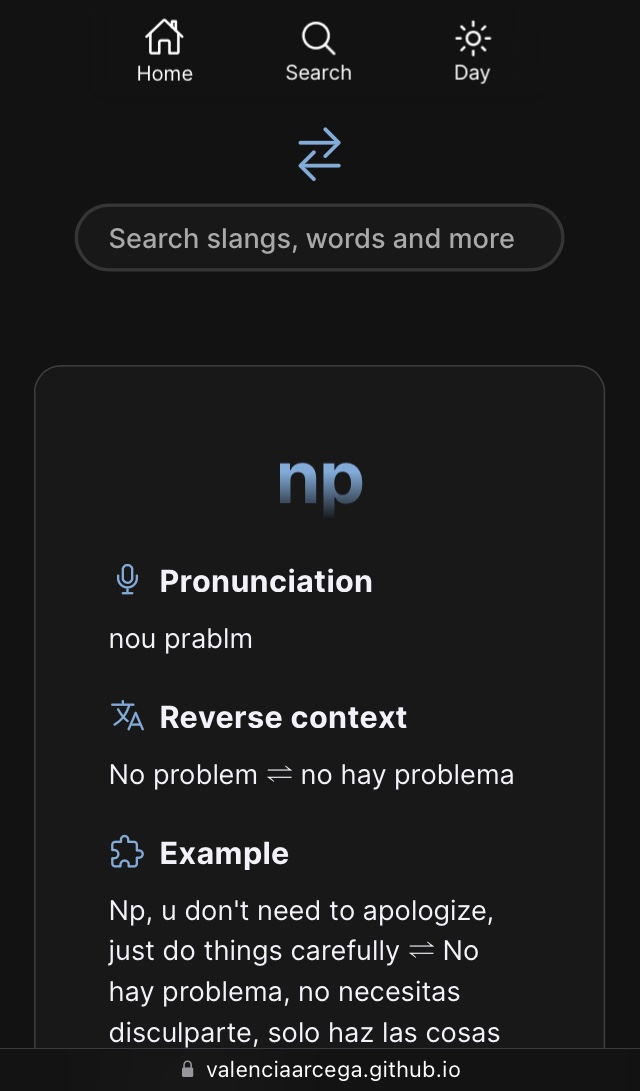 Home Search Day
Search slangs, words and more
np
Pronunciation
nou prablm
Reverse context
No problem ⇌ no hay problema
Example
Np, u don't need to apologize,
just do things carefully ⇌ No
hay problema, no necesitas
disculparte, solo haz las cosas
valenciaarcega.github.io